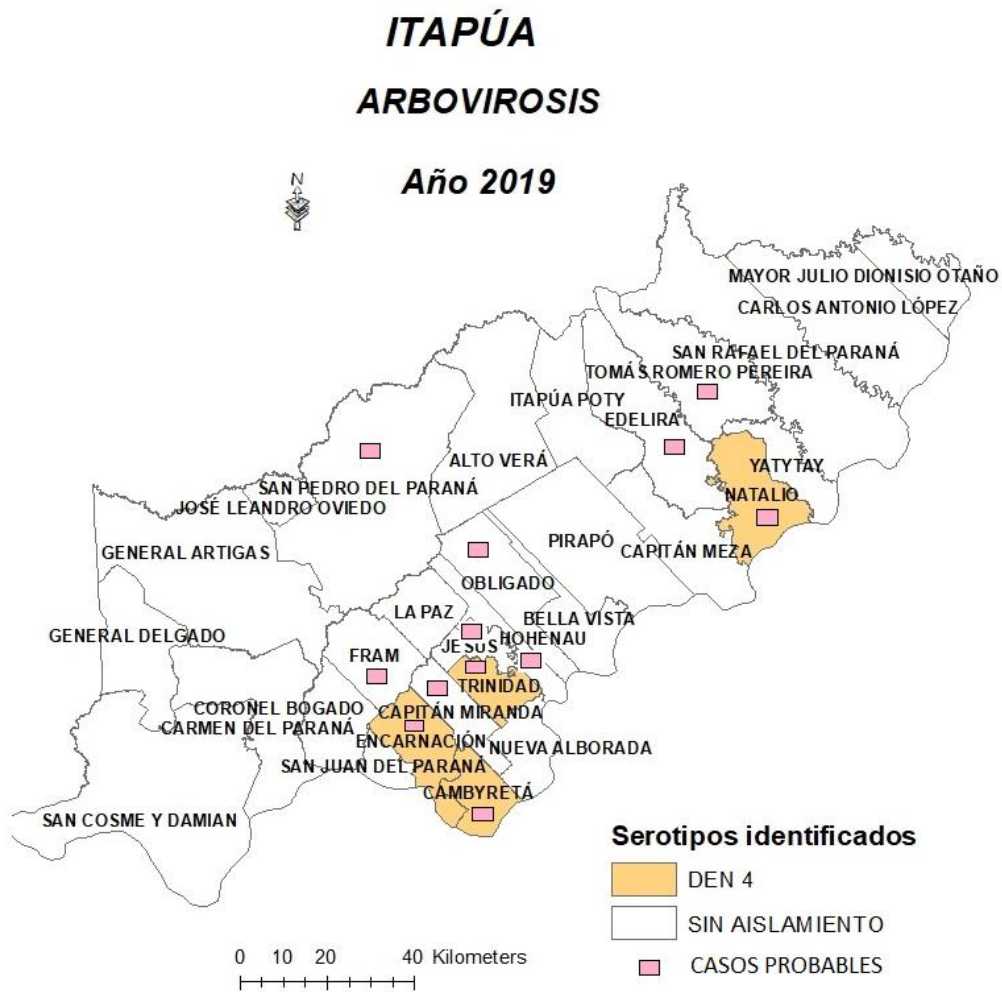 ITAPÚA
ARBOVIROSIS
Año 2019
N
MAYOR JULIO DIONISIO OTAÑO
CARLOS ANTONIO LÓPEZ
SAN RAFAEL DEL PARANÁ
TOMÁS ROMERO PEREIRA
ITAPÚA POTY
EDELIRÁ
ALTO VERÁ
YATYTAY
SAN PEDRO DEL PARANÁ
NATALIO
JOSÉ LEANDRO OVIEDO
PIRAPÓ
GENERAL ARTIGAS
CAPITÁN MEZA
OBLIGADO
LA PAZ
BELLA VISTA
GENERAL DELGADO
HOHENAU
JESÚS
FRAM
TRINIDAD
CORONEL BOGADO
CAPITÁN MIRANDA
CARMEN DEL PARANÁ
ENCARNACIÓN
NUEVA ALBORADA
SAN JUAN DEL PARANÁ
CAMBYRETÁ
SAN COSME Y DAMIAN
Serotipos identificados
DEN 4
SIN AISLAMIENTO
CASOS PROBABLES
0 10 20 40 Kilometers